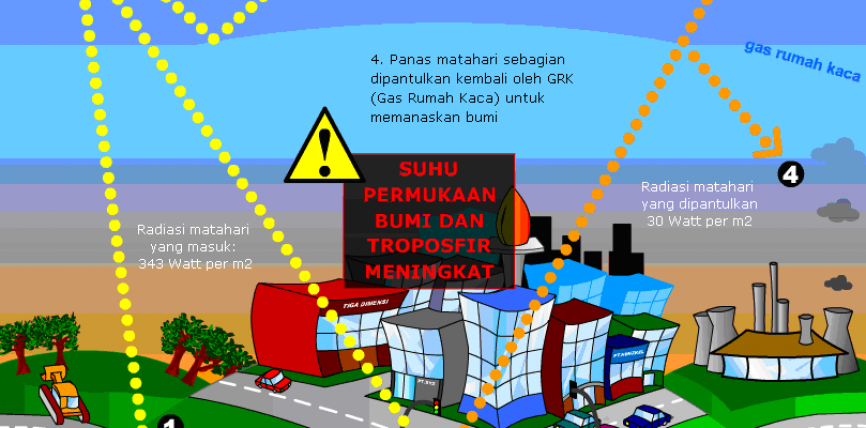 gas rumah kaca
4. Panas matahari sebagian
dipantulkan kembali oleh GRK
(Gas Rumah Kaca) untuk
memanaskan bumi
!
SUHU
PERMUKAAN
BUMI DAN
TROPOSFIR
MENINGKAT
4
Radiasi matahari
yang dipantulkan
30 Watt per m2
Radiasi matahari
yang masuk:
343 Watt per m2
TIGA DIMENSI
PT XYZ
1